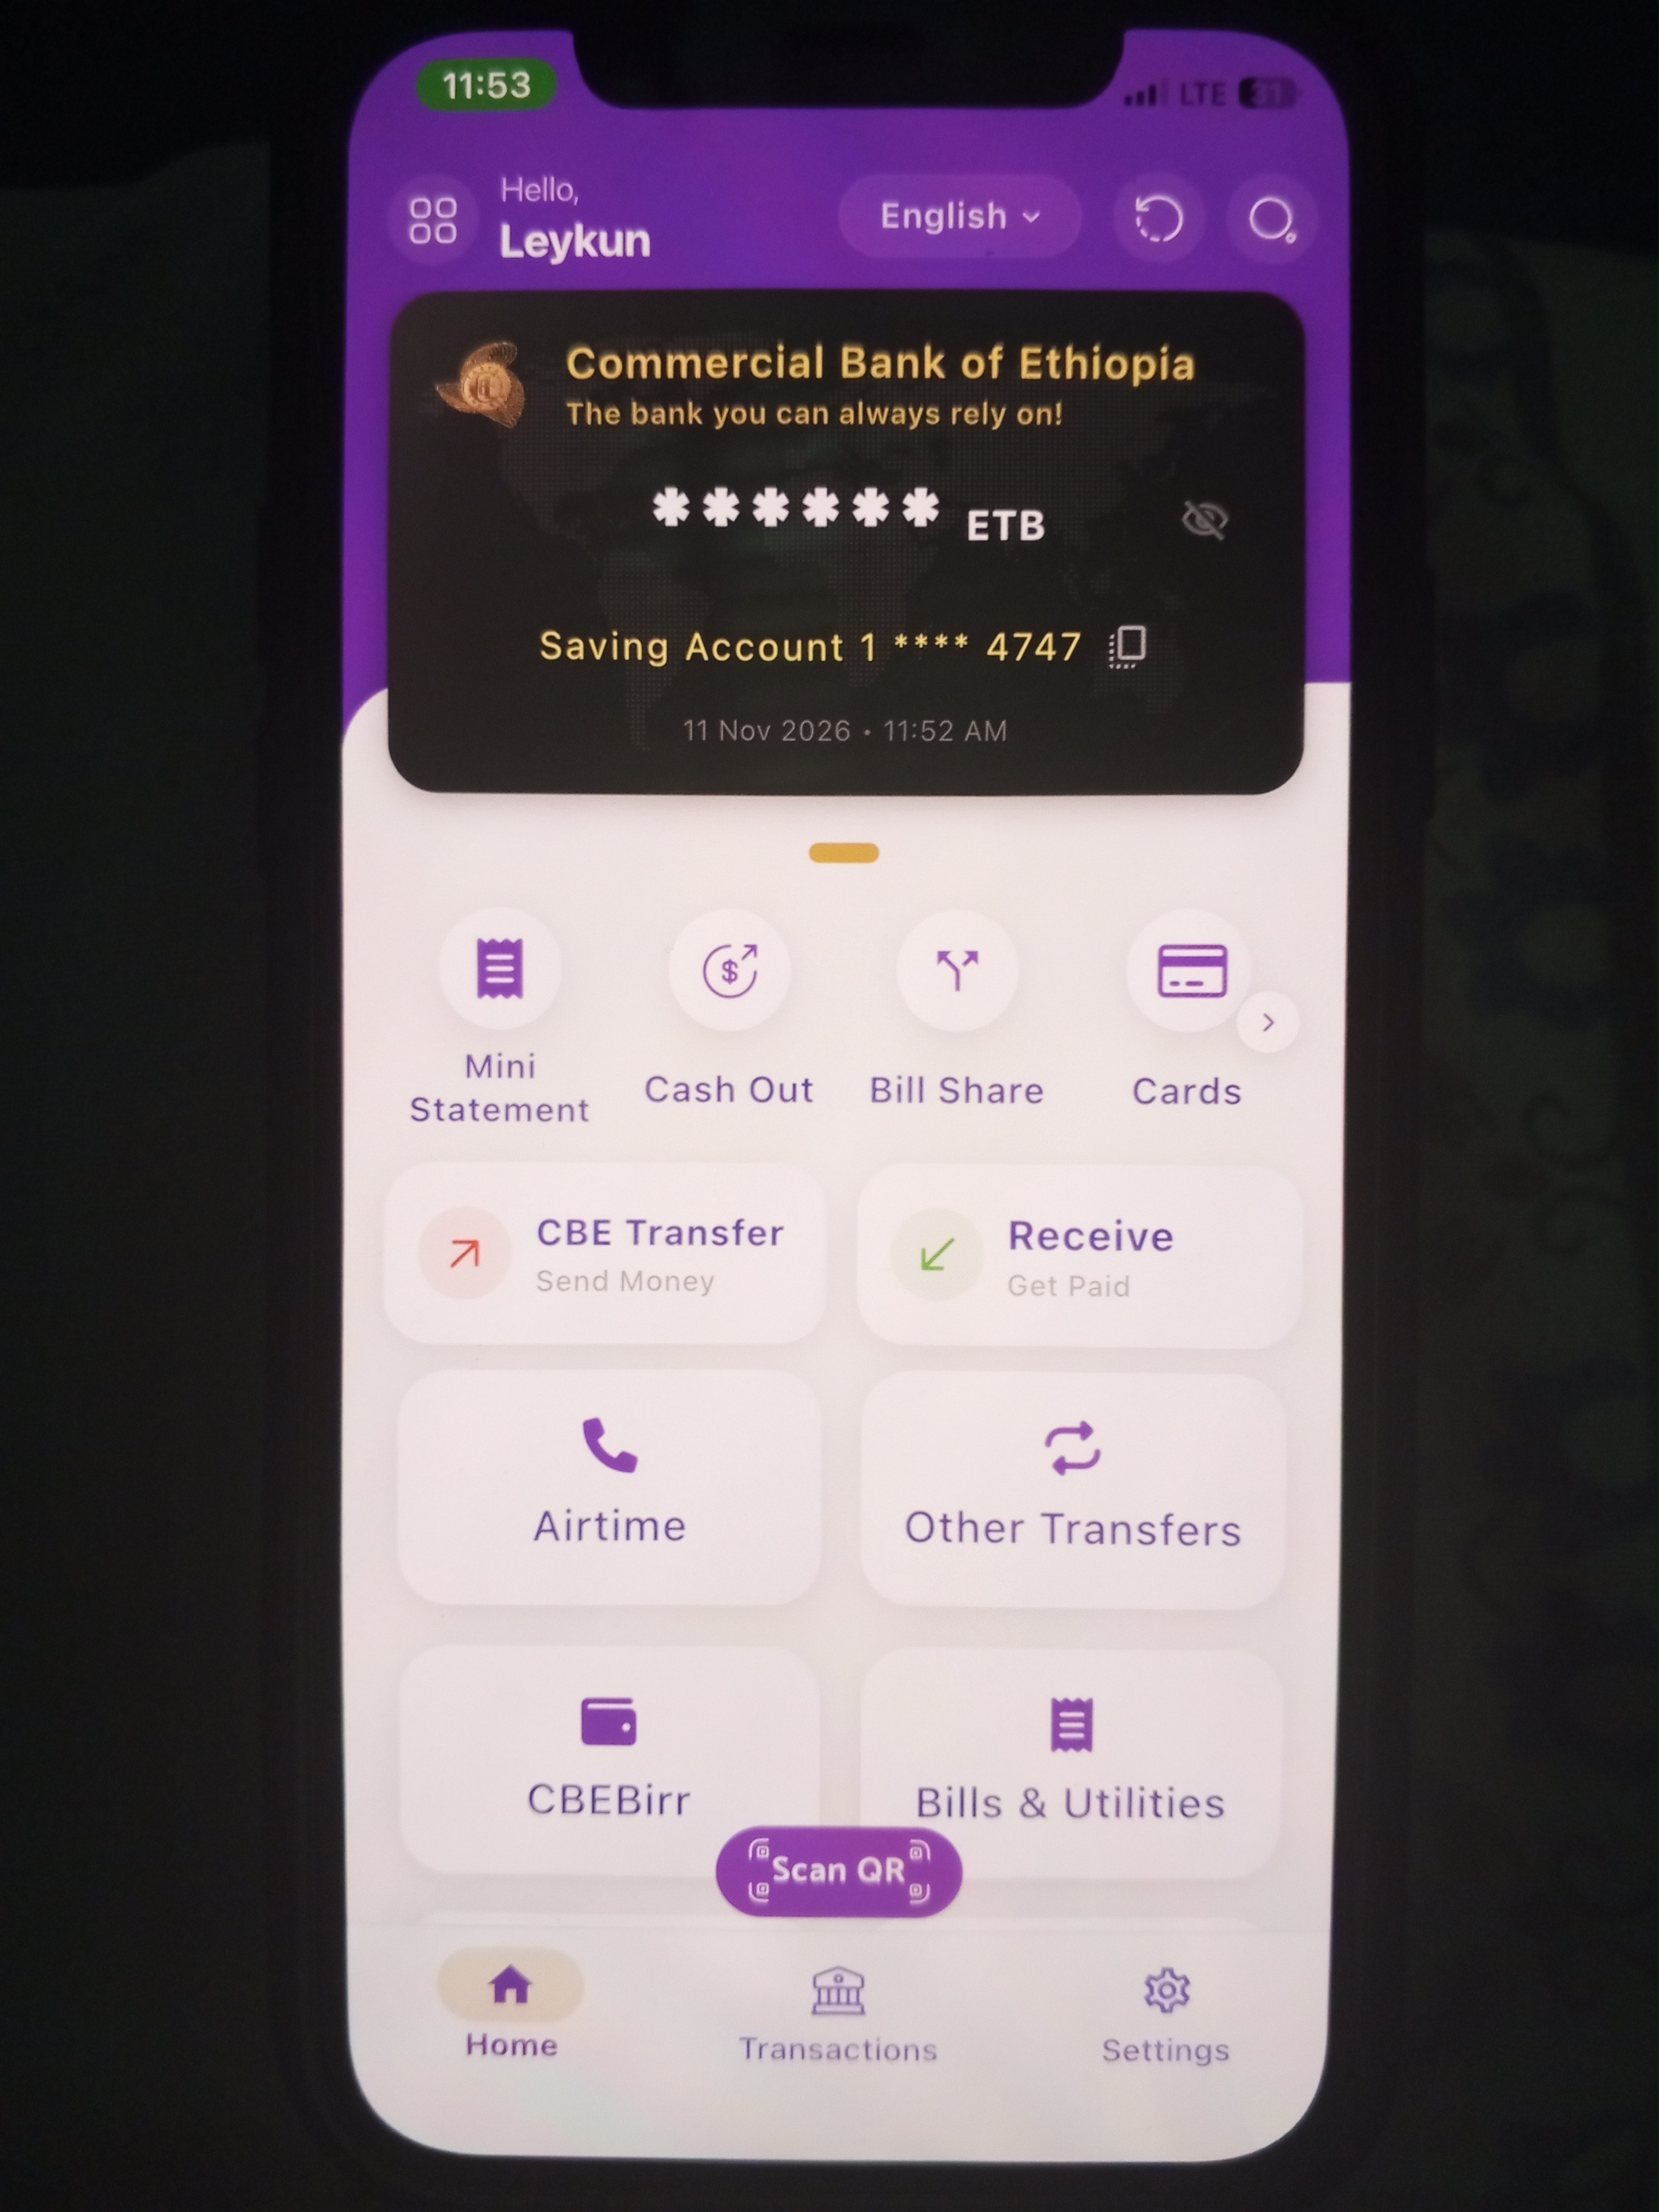 11:53
LTE 31
Hello,
Leykun
English
Commercial Bank of Ethiopia
The bank you can always rely on!
****** ETB
Saving Account 1 **** 4747
11 Nov 2026 • 11:52 AM
Mini
Statement
Cash Out
Bill Share
Cards
CBE Transfer
Send Money
Receive
Get Paid
Airtime
Other Transfers
CBEBirr
Bills & Utilities
Scan QR
Home
Transactions
Settings